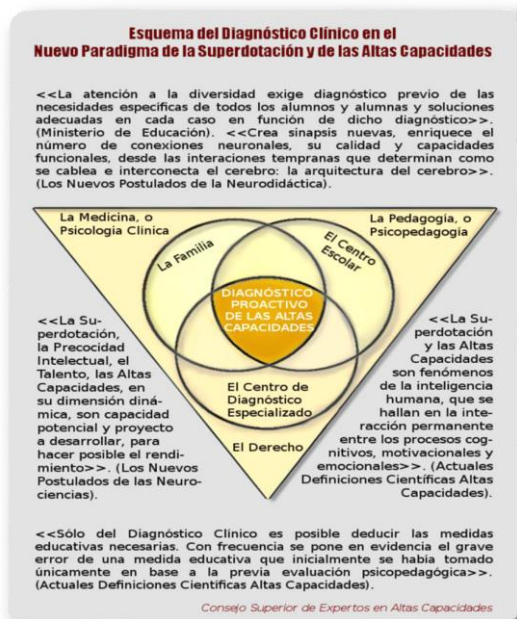 Esquema del Diagnóstico Clínico en el
Nuevo Paradigma de la Superdotación y de las Altas Capacidades
<<La atención a la diversidad exige diagnóstico previo de las
necesidades específicas de todos los alumnos y alumnas y soluciones
adecuadas en cada caso en función de dicho diagnóstico>>.
(Ministerio de Educación). <<Crea sinapsis nuevas, enriquece el
número de conexiones neuronales, su calidad y capacidades
funcionales, desde las interaciones tempranas que determinan como
se cablea e interconecta el cerebro: la arquitectura del cerebro>>.
(Los Nuevos Postulados de la Neurodidáctica).
La Medicina, o
Psicología Clínica
La Pedagogía, o
Psicopedagogía
La Familia
El Centro
Escolar
DIAGNÓSTICO
PROACTIVO
DE LAS ALTAS
CAPACIDADES
El Centro de
Diagnóstico
Especializado
El Derecho
<<La Su-
perdotación,
la Precocidad
Intelectual, el
Talento, las Altas
Capacidades, en
su dimensión diná-
mica, son capacidad
potencial y proyecto
a desarrollar, para
hacer posible el rendi-
miento>>. (Los Nuevos
Postulados de las Neuro-
ciencias).
<<La Su-
perdotación
y las Altas
Capacidades
son fenómenos
de la inteligencia
humana, que se
hallan en la inte-
racción permanente
entre los procesos cog-
nitivos, motivacionales y
emocionales>>. (Actuales
Definiciones Científicas Altas
Capacidades).
<<Sólo del Diagnóstico Clínico es posible deducir las medidas
educativas necesarias. Con frecuencia se pone en evidencia el grave
error de una medida educativa que inicialmente se había tomado
únicamente en base a la previa evaluación psicopedagógica>>.
(Actuales Definiciones Científicas Altas Capacidades).
Consejo Superior de Expertos en Altas Capacidades